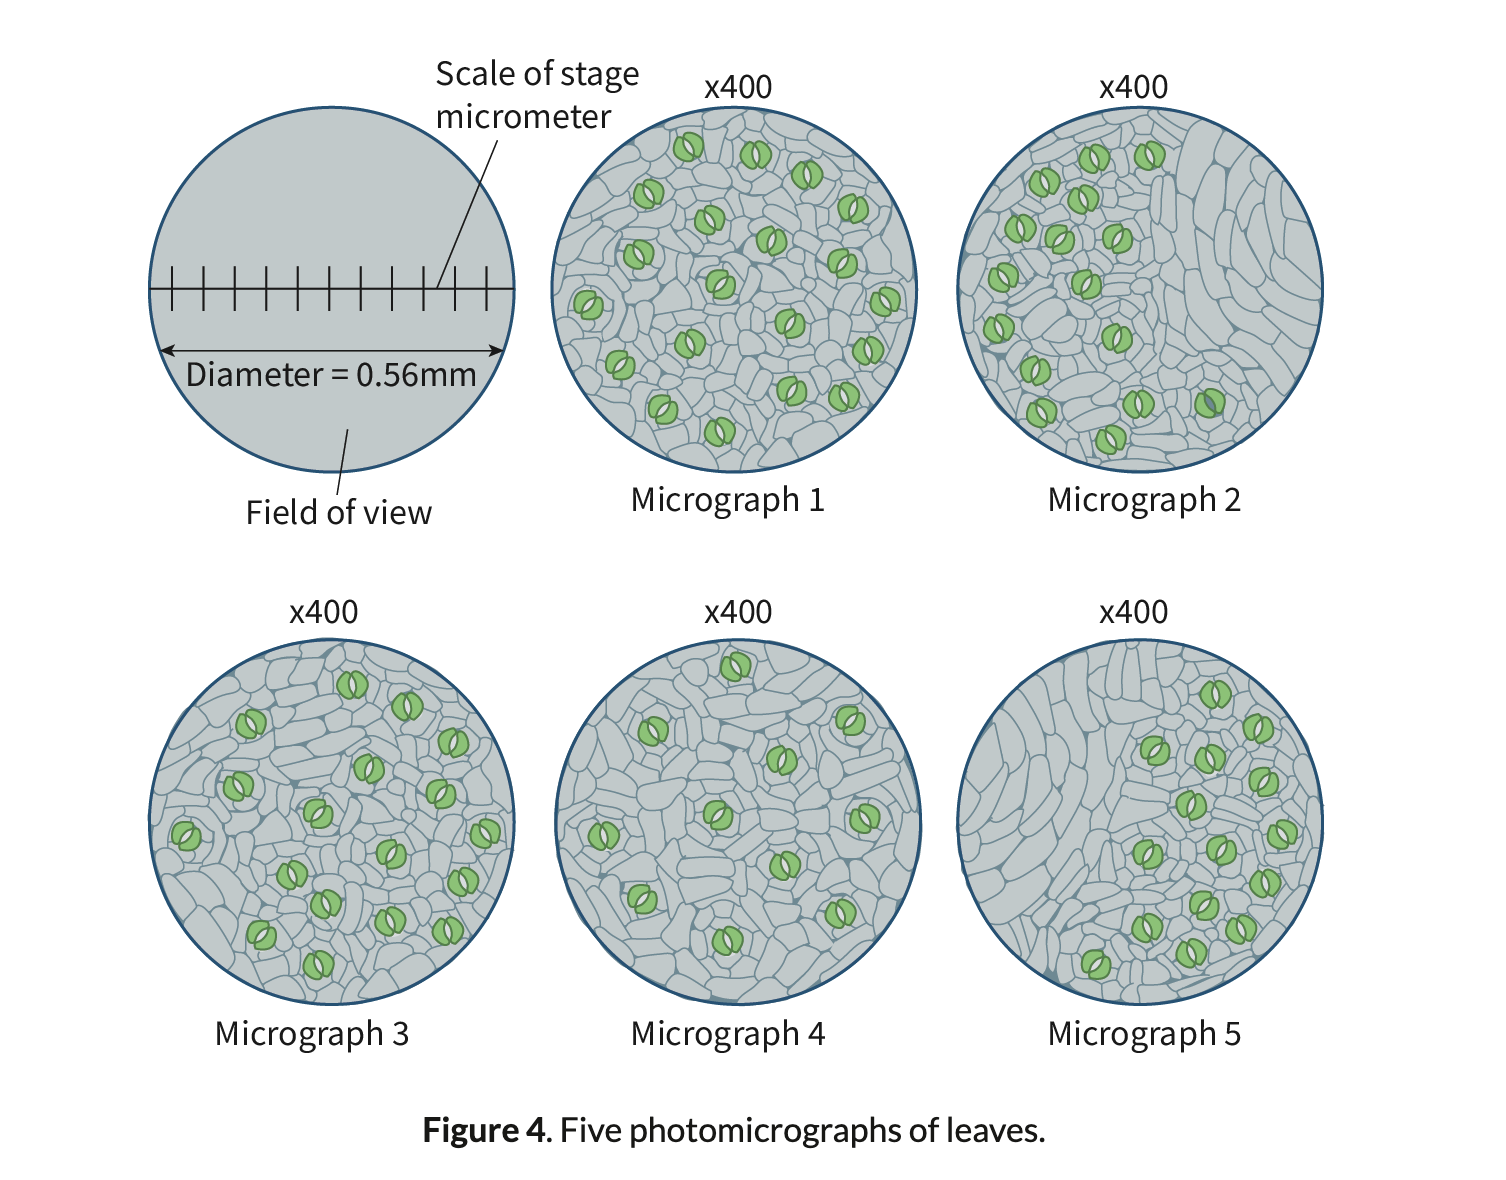 Scale of stage
micrometer
x400
x400
Diameter = 0.56mm
Field of view
Micrograph 1
Micrograph 2
x400
x400
x400
Micrograph 3
Micrograph 4
Micrograph 5
Figure 4. Five photomicrographs of leaves.